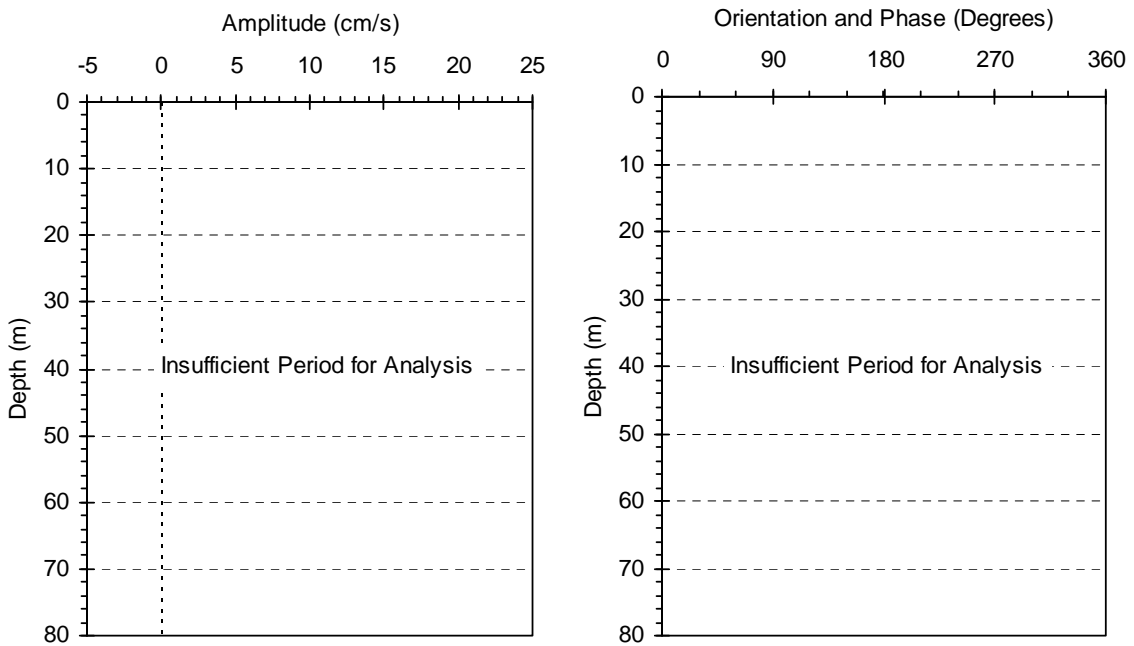 Amplitude (cm/s)
-5 0 5 10 15 20 25
0
10
20
30
40
50
60
70
80
Depth (m)
Insufficient Period for Analysis
Orientation and Phase (Degrees)
0 90 180 270 360
0
10
20
30
40
50
60
70
80
Depth (m)
Insufficient Period for Analysis